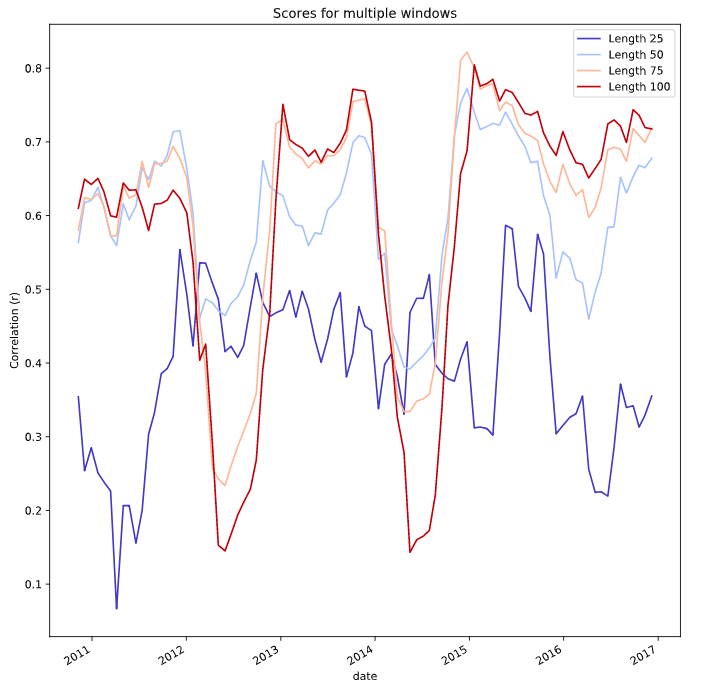 Scores for multiple windows
Length 25
Length 50
Length 75
Length 100
0.8
0.7
0.6
0.5
0.4
0.3
0.2
0.1
Correlation (r)
2011
2012
2013
2014
2015
2016
2017
date